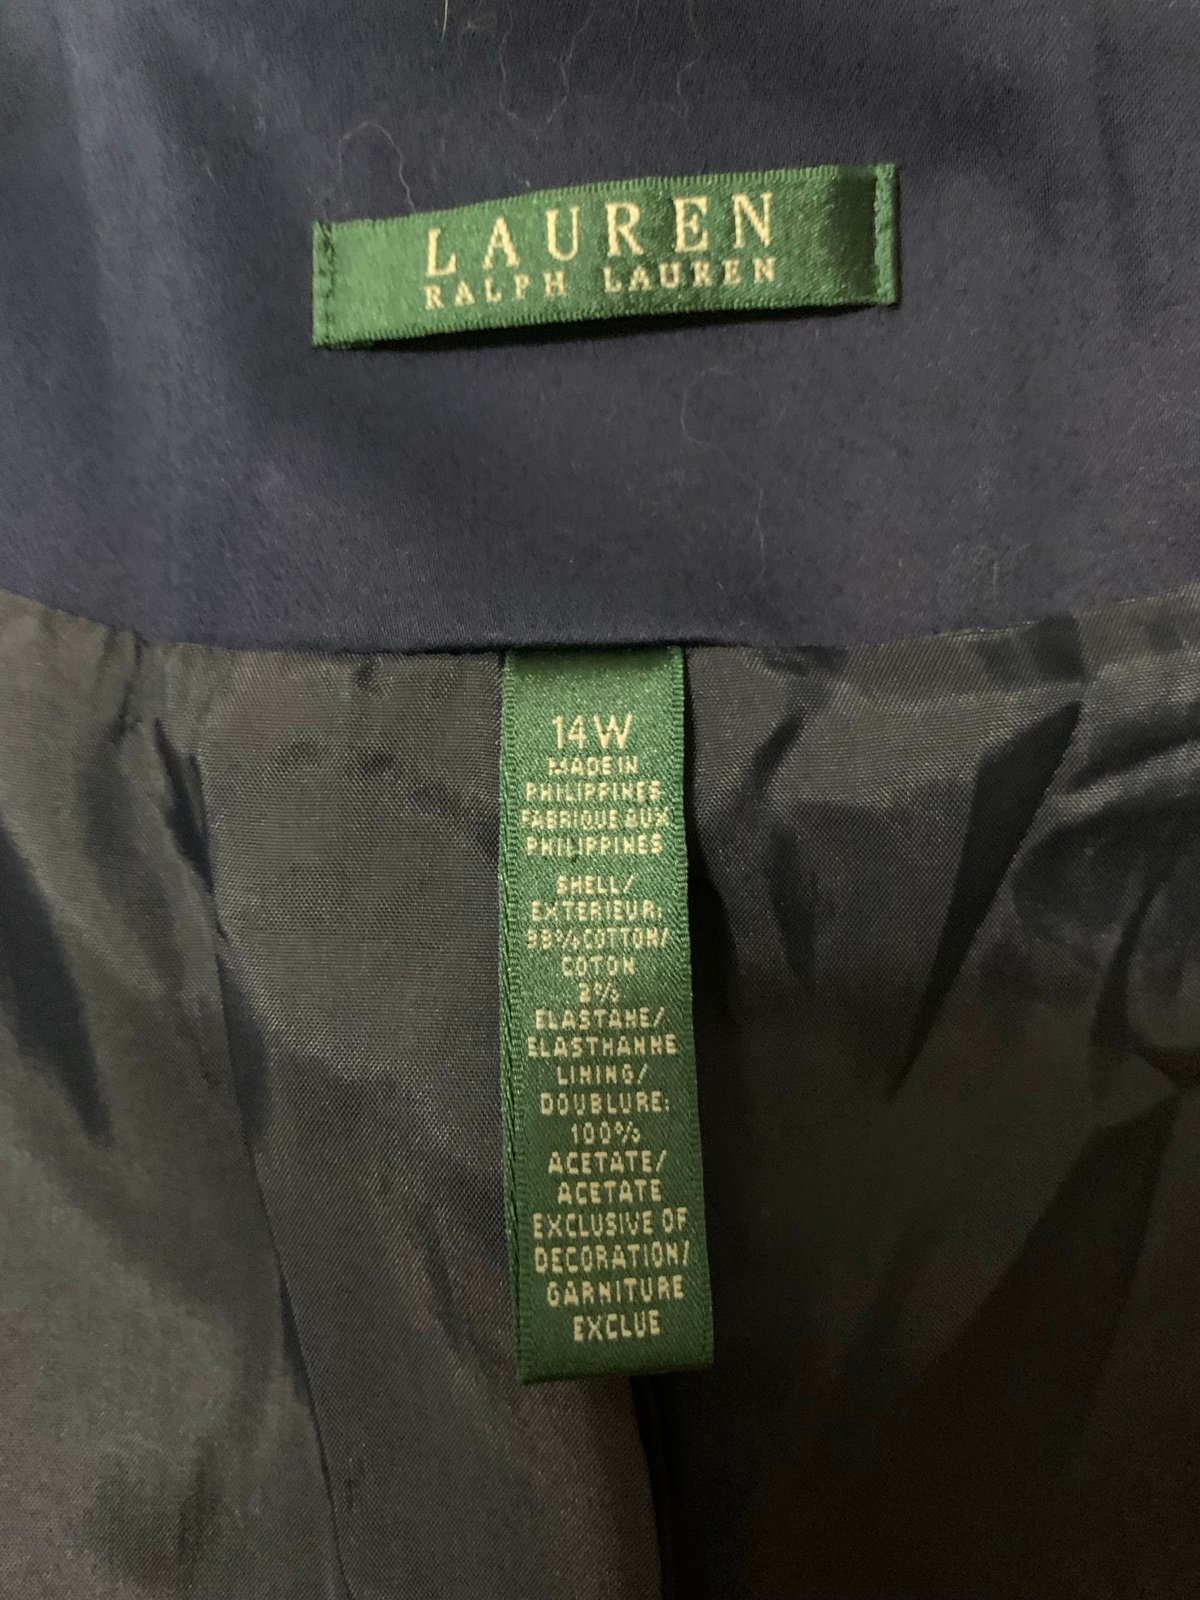 LAUREN
RALPH LAUREN
14W
MADE IN
PHILIPPINES
FABRIQUE AUX
PHILIPPINES
SHELL/
EXTERIEUR:
98% COTTON/
COTON
2%
ELASTANE/
ELASTHANNE
LINING/
DOUBLURE:
100%
ACETATE/
ACETATE
EXCLUSIVE OF
DECORATION/
GARNITURE
EXCLUE